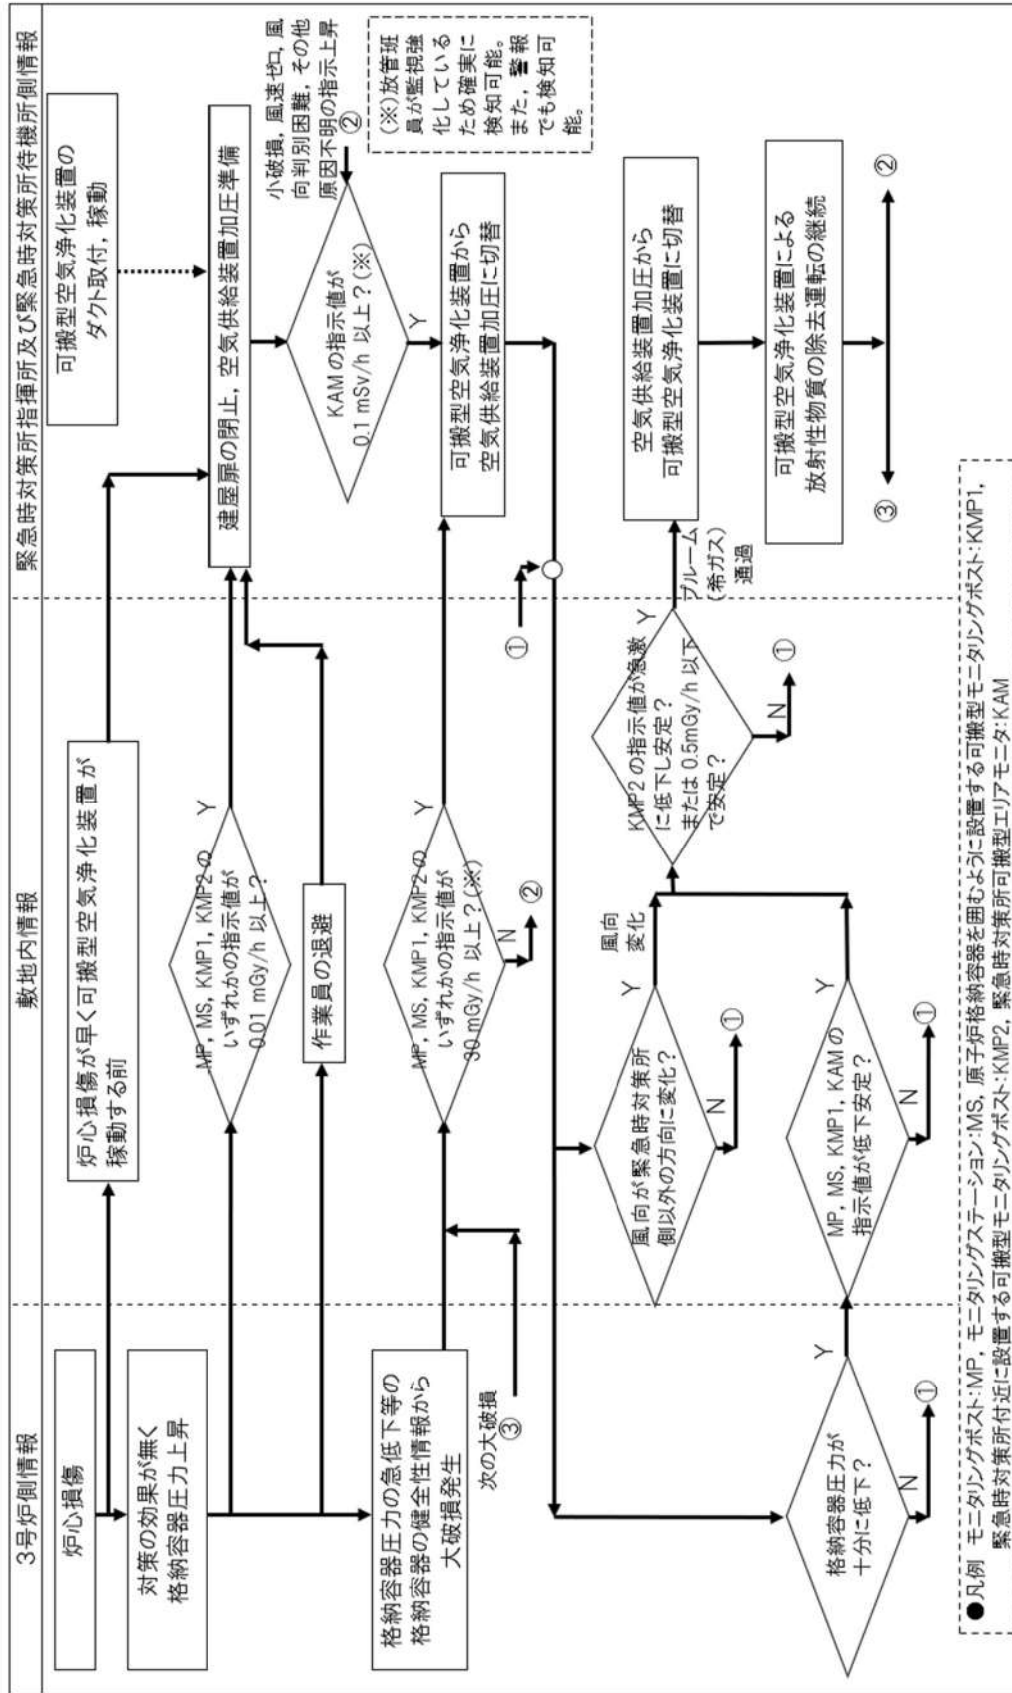 3号炉側情報
敷地内情報
緊急時対策所指揮所及び緊急時対策所待機所側情報
炉心損傷
対策の効果が無く
格納容器圧力上昇
格納容器圧力の急低下等の
格納容器の健全性情報から
大破損発生
次の大破損
③
格納容器圧力が
十分に低下?
Y
N
①
炉心損傷が早く可搬型空気浄化装置が
稼動する前
MP, MS, KMP1, KMP2の
いずれかの指示値が
0.01 mGy/h 以上?
Y
作業員の退避
MP, MS, KMP1, KMP2の
いずれかの指示値が
30 mGy/h 以上?(※)
Y
N
②
風向が緊急時対策所
側以外の方向に変化?
Y
N
①
風向
変化
MP, MS, KMP1, KAMの
指示値が低下安定?
Y
N
①
KMP2 の指示値が急激
に低下し安定?
または 0.5mGy/h 以下
で安定?
Y
N
①
可搬型空気浄化装置の
ダクト取付, 稼動
建屋扉の閉止, 空気供給装置加圧準備
小破損, 風速ゼロ, 風
向判別困難, その他
原因不明の指示上昇
②
KAMの指示値が
0.1 mSv/h 以上?(※)
Y
(※)放管班
員が監視強
化している
ため確実に
検知可能。
また, 警報
でも検知可
能。
可搬型空気浄化装置から
空気供給装置加圧に切替
①
プルーム
(希ガス)
通過
空気供給装置加圧から
可搬型空気浄化装置に切替
可搬型空気浄化装置による
放射性物質の除去運転の継続
③
②
●凡例 モニタリングポスト:MP, モニタリングステーション:MS, 原子炉格納容器を囲むように設置する可搬型モニタリングポスト:KMP1,
緊急時対策所付近に設置する可搬型モニタリングポスト:KMP2, 緊急時対策所可搬型エリアモニタ:KAM